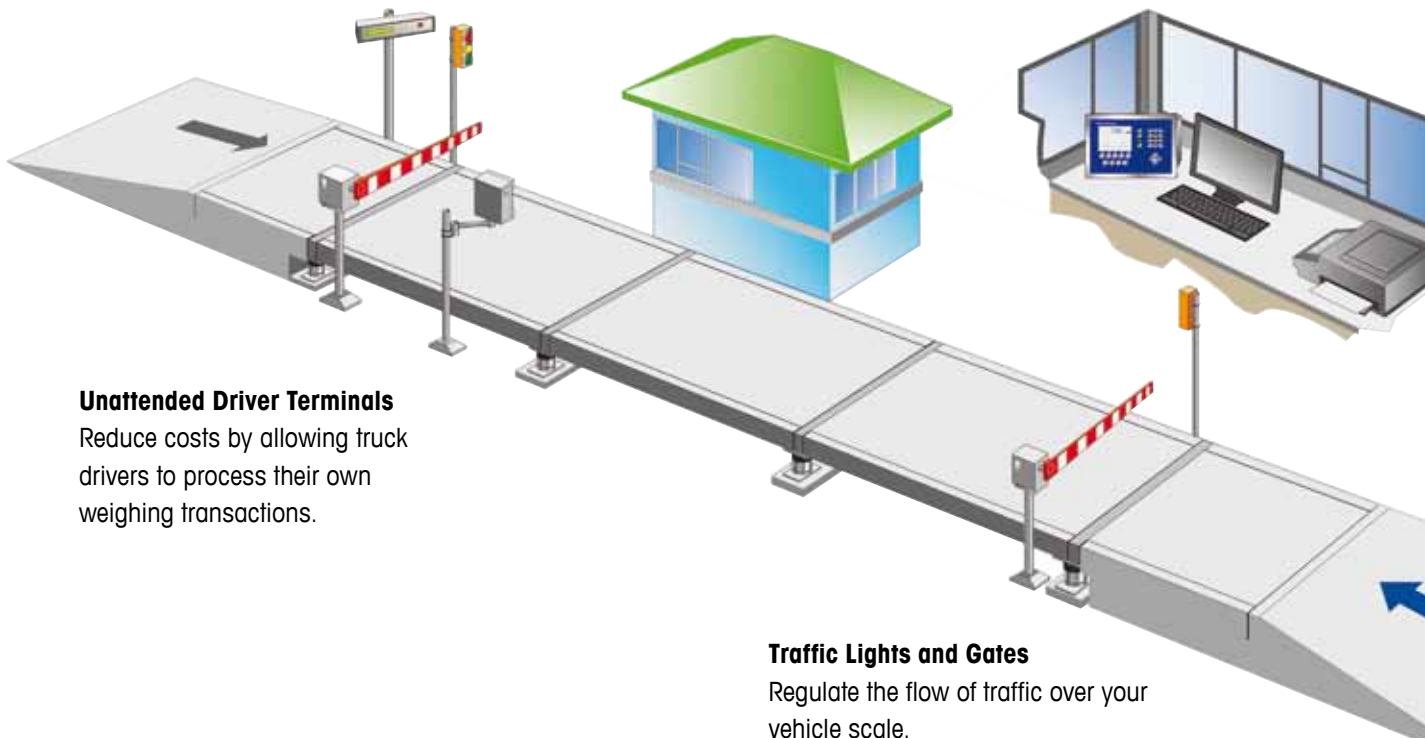 Unattended Driver Terminals
Reduce costs by allowing truck
drivers to process their own
weighing transactions.
Traffic Lights and Gates
Regulate the flow of traffic over your
vehicle scale.